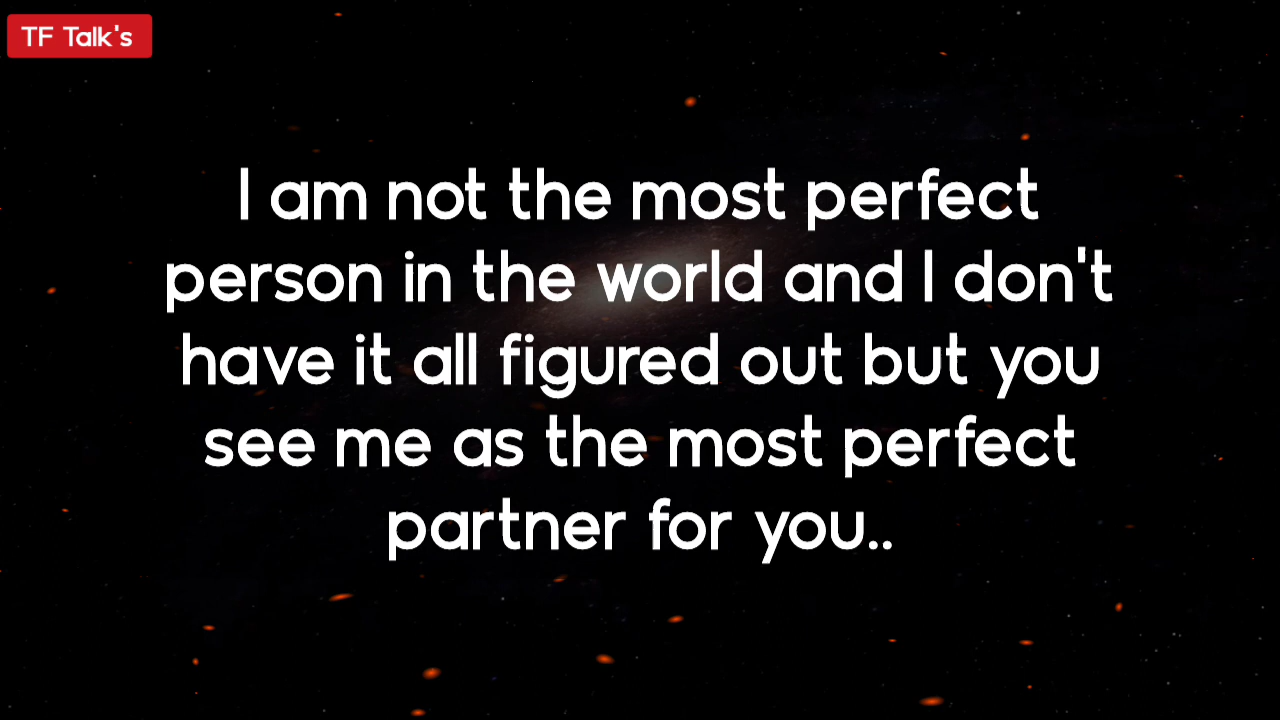 TF Talk's
I am not the most perfect
person in the world and I don't
have it all figured out but you
see me as the most perfect
partner for you..